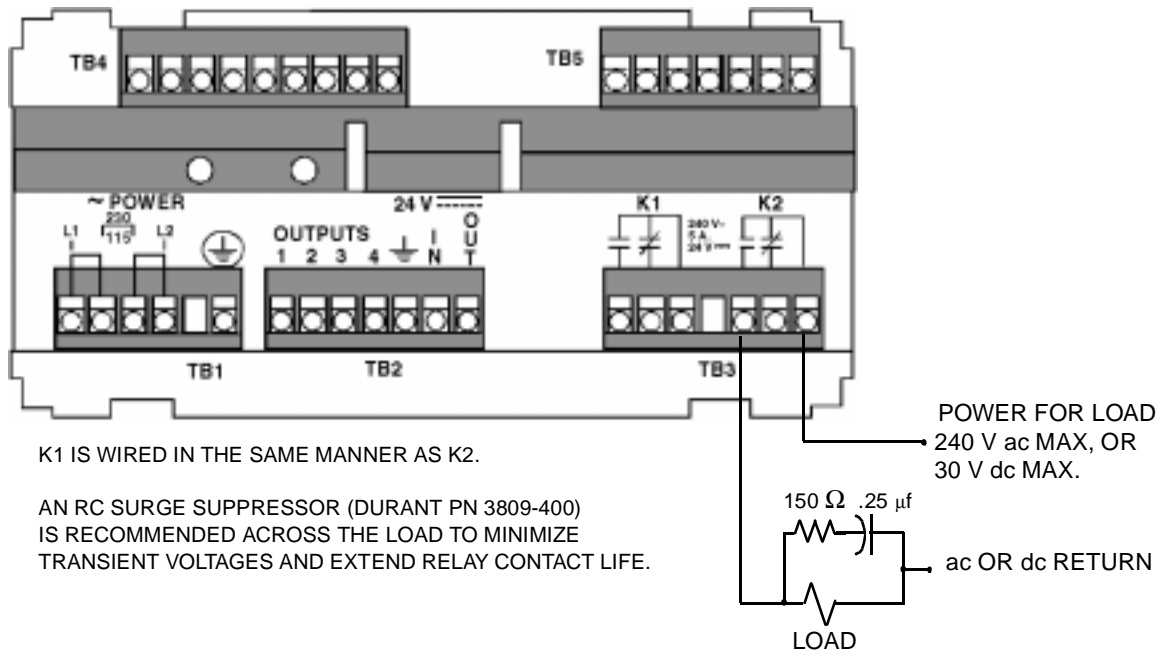 TB4
TB5
~ POWER
230
115
L1
L2
24 V
OUTPUTS
1 2 3 4
IN
OUT
K1
K2
240 V~
5 A
24 V
TB1
TB2
TB3
K1 IS WIRED IN THE SAME MANNER AS K2.
AN RC SURGE SUPPRESSOR (DURANT PN 3809-400)
IS RECOMMENDED ACROSS THE LOAD TO MINIMIZE
TRANSIENT VOLTAGES AND EXTEND RELAY CONTACT LIFE.
POWER FOR LOAD
240 V ac MAX, OR
30 V dc MAX.
150 Ω .25 µf
ac OR dc RETURN
LOAD